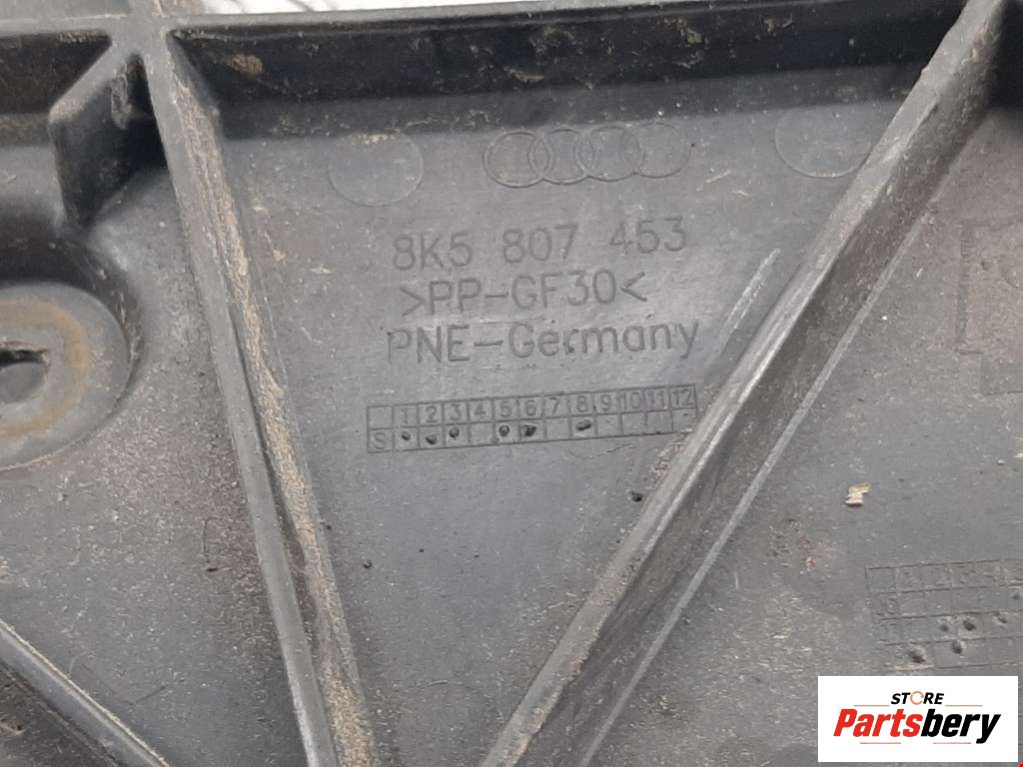 8K5 807 453
>PP-GF30<
PNE-Germany
1 2 3 4 5 6 7 8 9 10 11 12
S
STORE
Partsbery